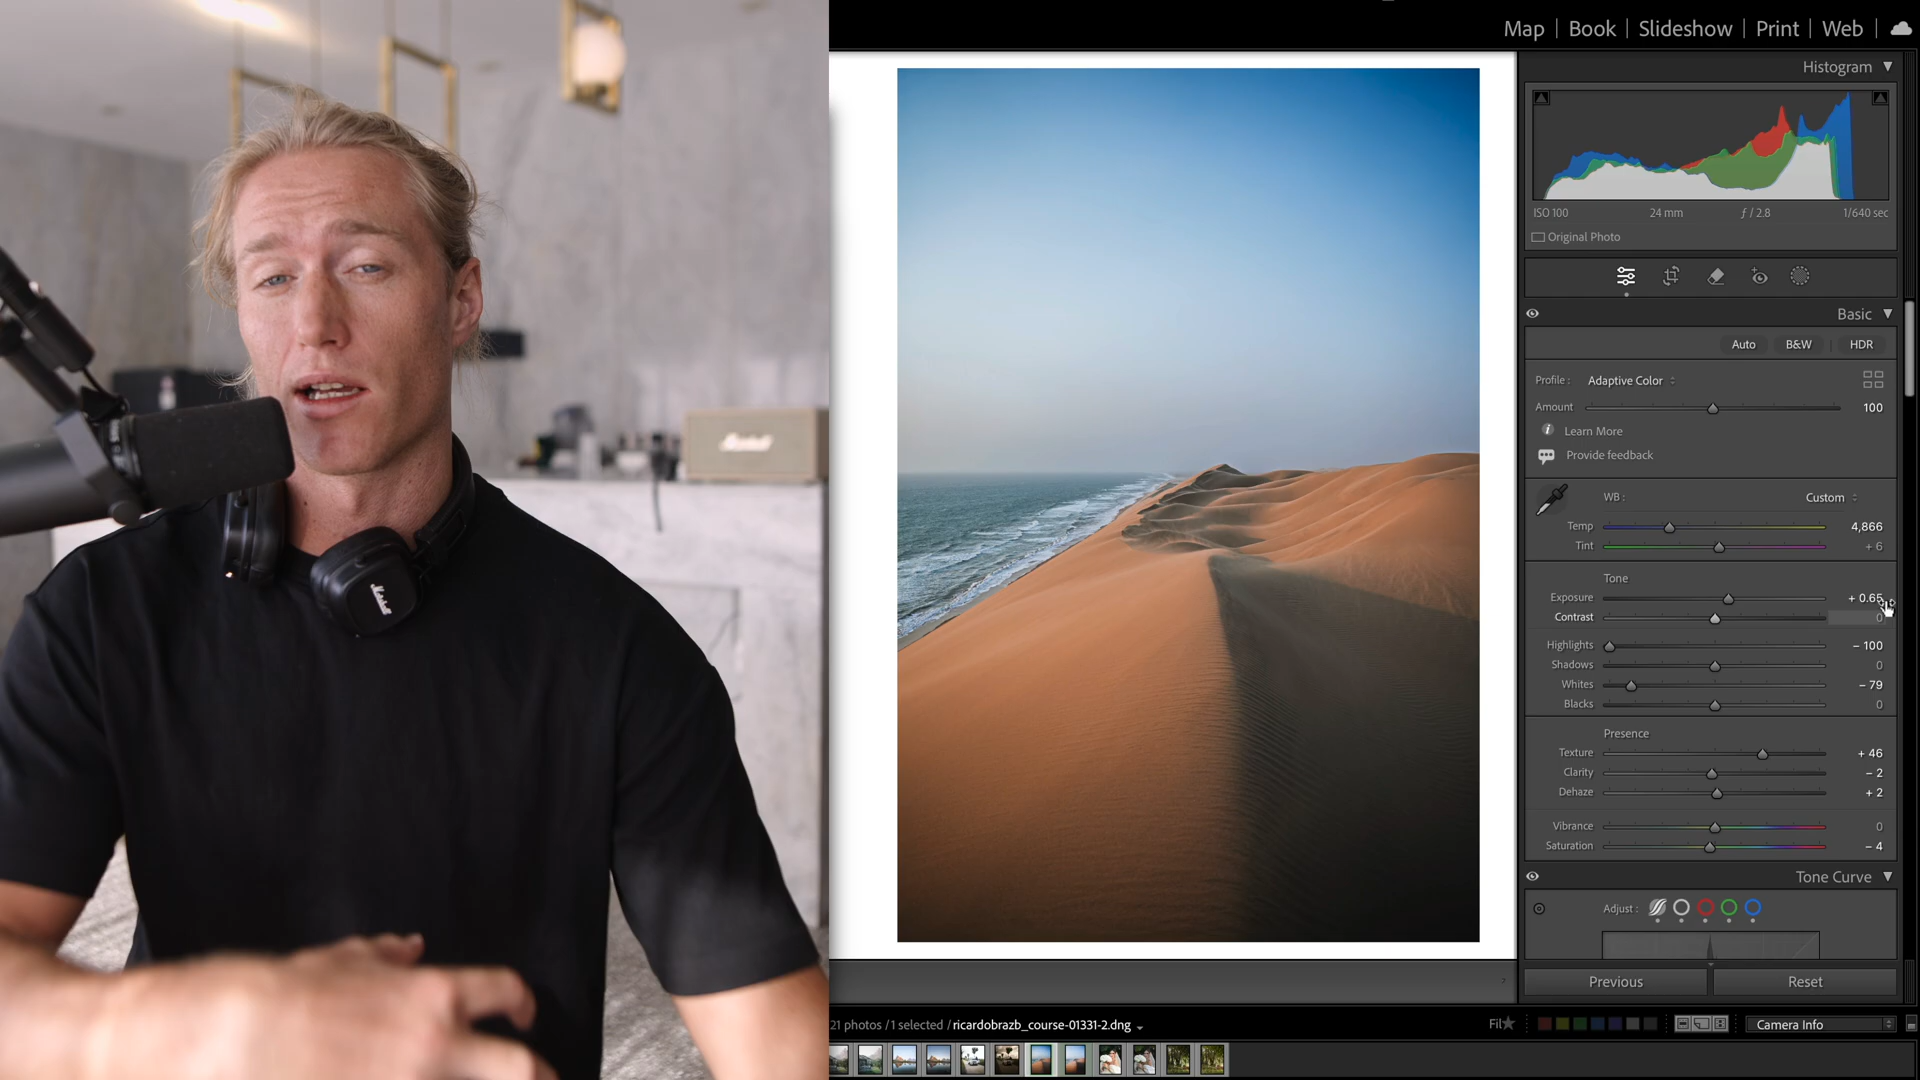 Map | Book | Slideshow | Print | Web |
Histogram
ISO 100 24 mm ƒ / 2.8 1/640 sec
Original Photo
Basic
Auto B&W | HDR
Profile : Adaptive Color
Amount 100
Learn More
Provide feedback
WB : Custom
Temp 4,866
Tint + 6
Tone
Exposure + 0.65
Contrast 0
Highlights − 100
Shadows 0
Whites − 79
Blacks 0
Presence
Texture + 46
Clarity − 2
Dehaze + 2
Vibrance 0
Saturation − 4
Tone Curve
Adjust :
Previous Reset
21 photos / 1 selected / ricardobrazb_course-01331-2.dng
Camera Info
Marshall
Marshall